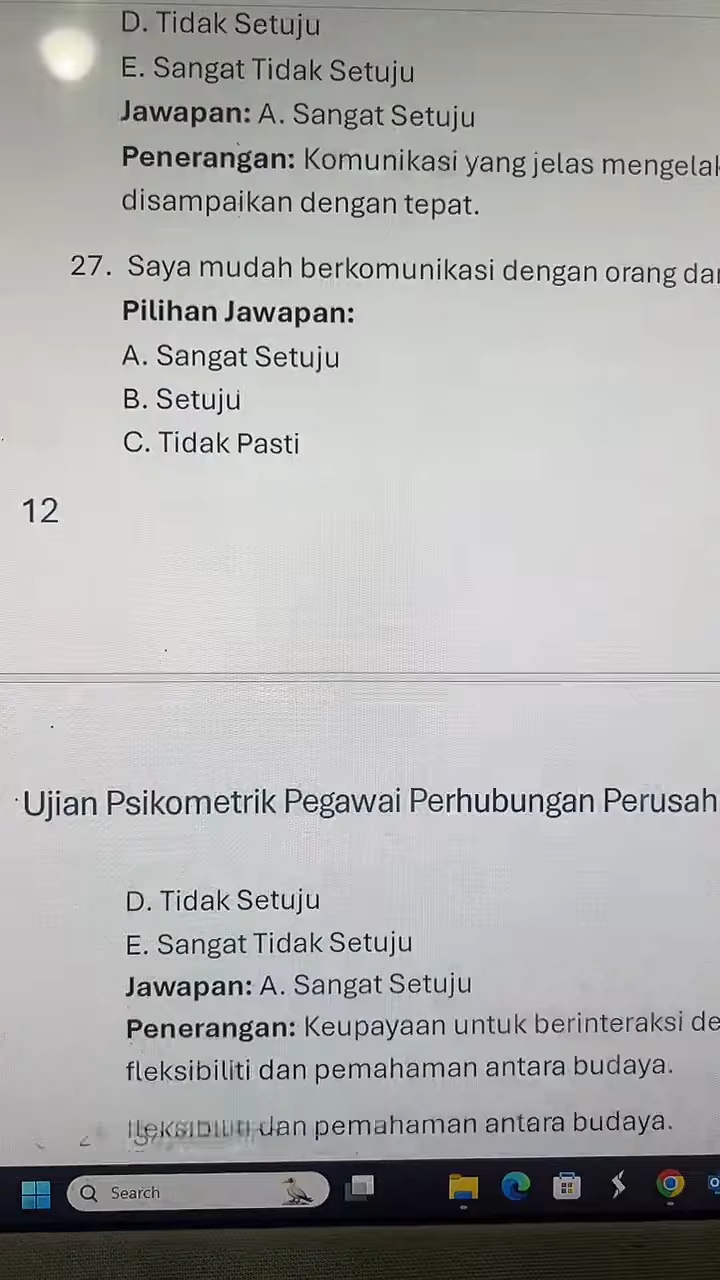 D. Tidak Setuju
E. Sangat Tidak Setuju
Jawapan: A. Sangat Setuju
Penerangan: Komunikasi yang jelas
disampaikan dengan tepat.
27. Saya mudah berkomunikasi dengan orang
Pilihan Jawapan:
A. Sangat Setuju
B. Setuju
C. Tidak Pasti
12
Ujian Psikometrik Pegawai Perhubungan
D. Tidak Setuju
E. Sangat Tidak Setuju
Jawapan: A. Sangat Setuju
Penerangan: Keupayaan untuk berinteraksi
fleksibiliti dan pemahaman antara budaya.
dan pemahaman antara budaya.
Search